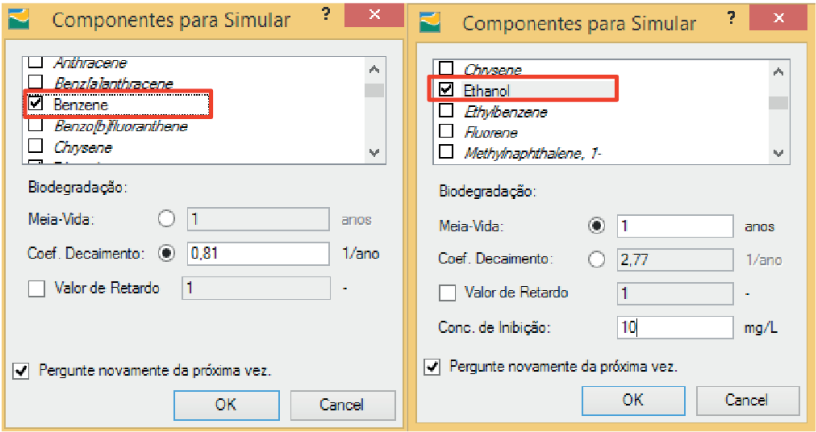 Componentes para Simular ? ×
Anthracene
Benz[a]anthracene
Benzene
Benzo[b]fluoranthene
Chrysene
Biodegradação:
Meia-Vida: 1 anos
Coef. Decaimento: 0,81 1/ano
Valor de Retardo 1 -
Pergunte novamente da próxima vez.
OK Cancel
Componentes para Simular ? ×
Chrysene
Ethanol
Ethylbenzene
Fluorene
Methylnaphthalene, 1-
Biodegradação:
Meia-Vida: 1 anos
Coef. Decaimento: 2,77 1/ano
Valor de Retardo 1 -
Conc. de Inibição: 10 mg/L
Pergunte novamente da próxima vez.
OK Cancel